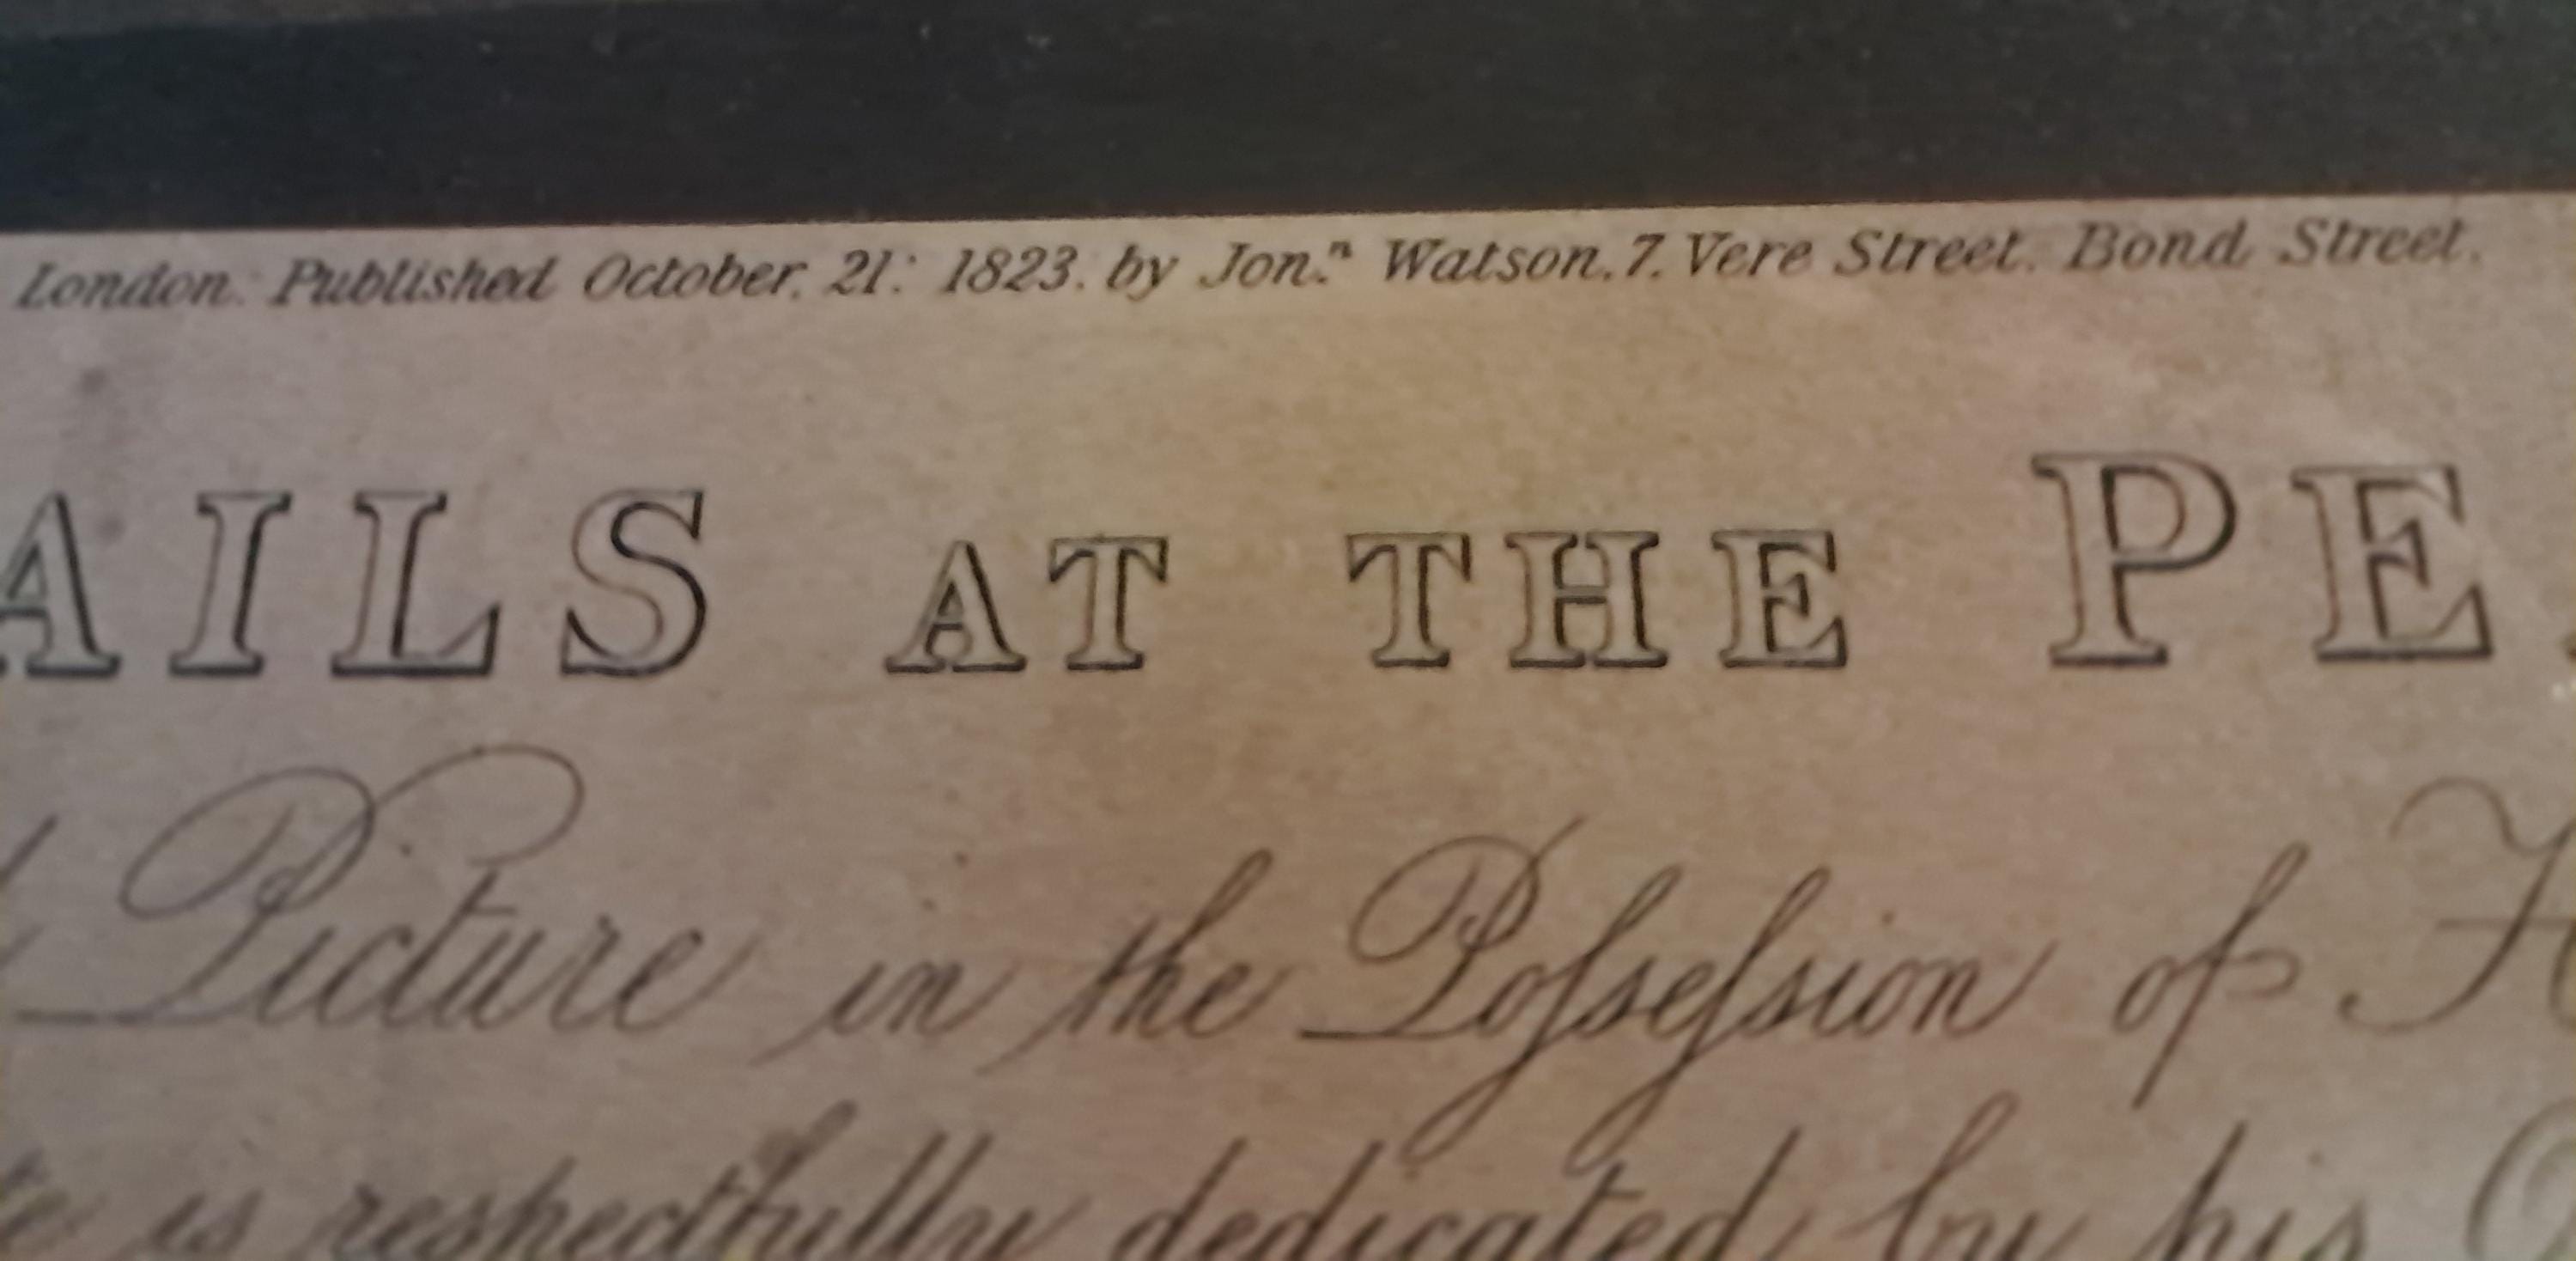 London. Published October. 21: 1823. by Jon.ⁿ Watson. 7. Vere Street. Bond Street.
AILS AT THE PE
Picture in the Poſseſsion of
is respectfully dedicated by his